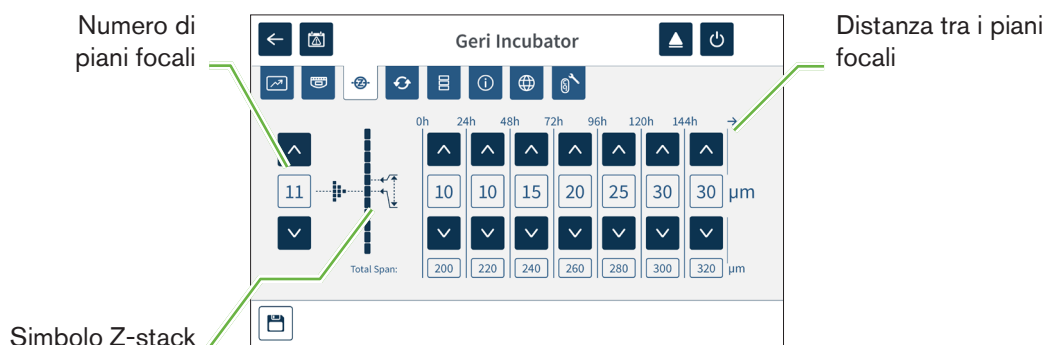 Numero di
piani focali
Geri Incubator
Distanza tra i piani
focali
0h 24h 48h 72h 96h 120h 144h →
11 10 10 15 20 25 30 30 µm
Total Span: 200 220 240 260 280 300 320 µm
Simbolo Z-stack